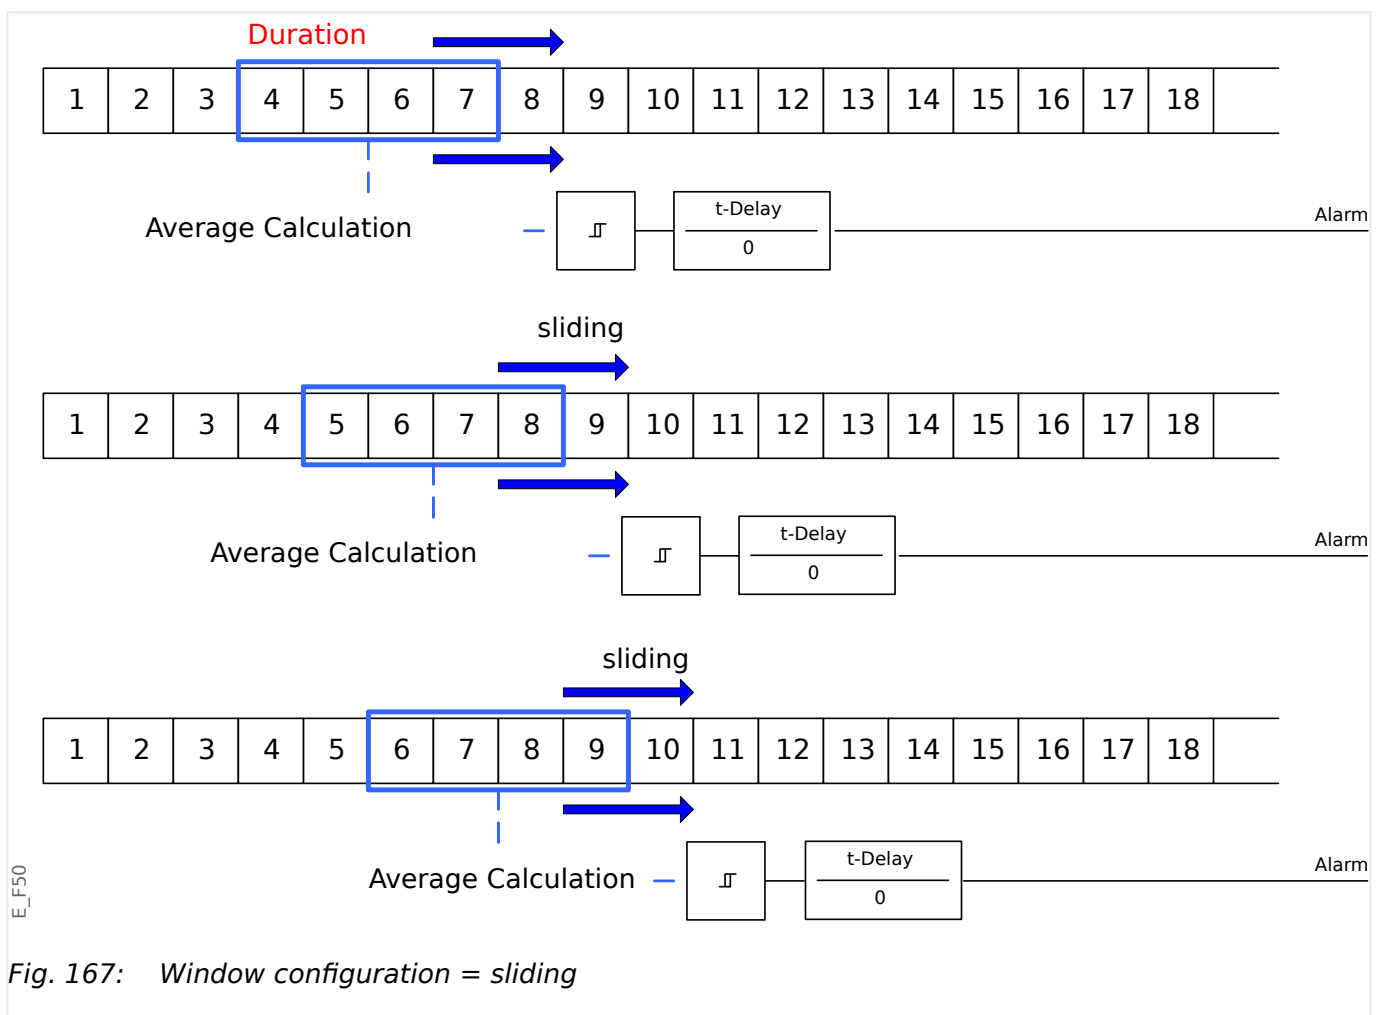 Duration
1 2 3 4 5 6 7 8 9 10 11 12 13 14 15 16 17 18
Average Calculation
t-Delay
0
Alarm
sliding
1 2 3 4 5 6 7 8 9 10 11 12 13 14 15 16 17 18
Average Calculation
t-Delay
0
Alarm
sliding
1 2 3 4 5 6 7 8 9 10 11 12 13 14 15 16 17 18
Average Calculation
t-Delay
0
Alarm
E_F50
Fig. 167: Window configuration = sliding